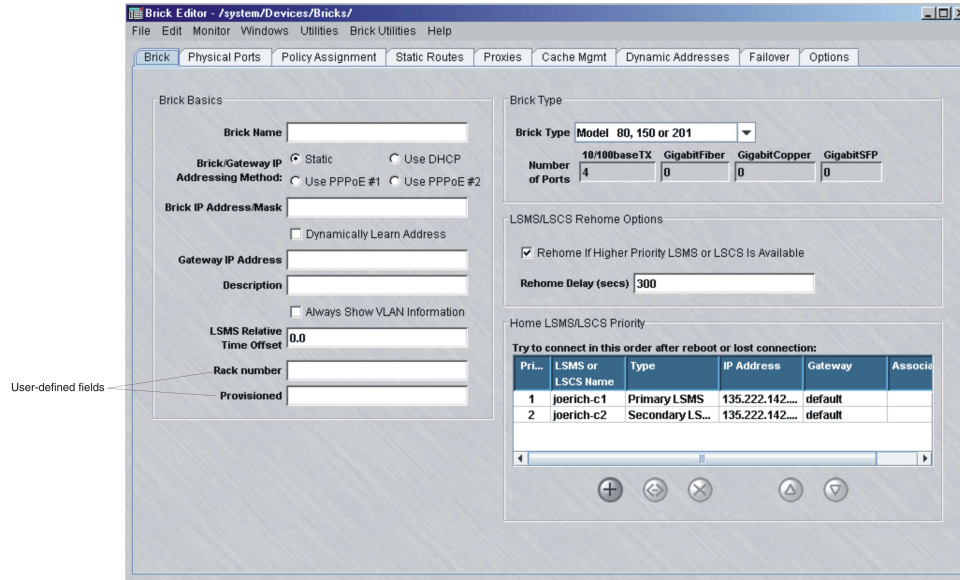 Brick Editor - /system/Devices/Bricks/
File Edit Monitor Windows Utilities Brick Utilities Help
Brick Physical Ports Policy Assignment Static Routes Proxies Cache Mgmt Dynamic Addresses Failover Options
Brick Basics
Brick Name
Brick/Gateway IP Addressing Method:
Static Use DHCP
Use PPPoE #1 Use PPPoE #2
Brick IP Address/Mask
Dynamically Learn Address
Gateway IP Address
Description
Always Show VLAN Information
LSMS Relative
Time Offset
0.0
Rack number
Provisioned
User-defined fields
Brick Type
Brick Type Model 80, 150 or 201
10/100baseTX GigabitFiber GigabitCopper GigabitSFP
Number
of Ports
4 0 0 0
LSMS/LSCS Rehome Options
Rehome If Higher Priority LSMS or LSCS Is Available
Rehome Delay (secs) 300
Home LSMS/LSCS Priority
Try to connect in this order after reboot or lost connection:
Pri... LSMS or LSCS Name Type IP Address Gateway Associa
1 joerich-c1 Primary LSMS 135.222.142.... default
2 joerich-c2 Secondary LS... 135.222.142.... default